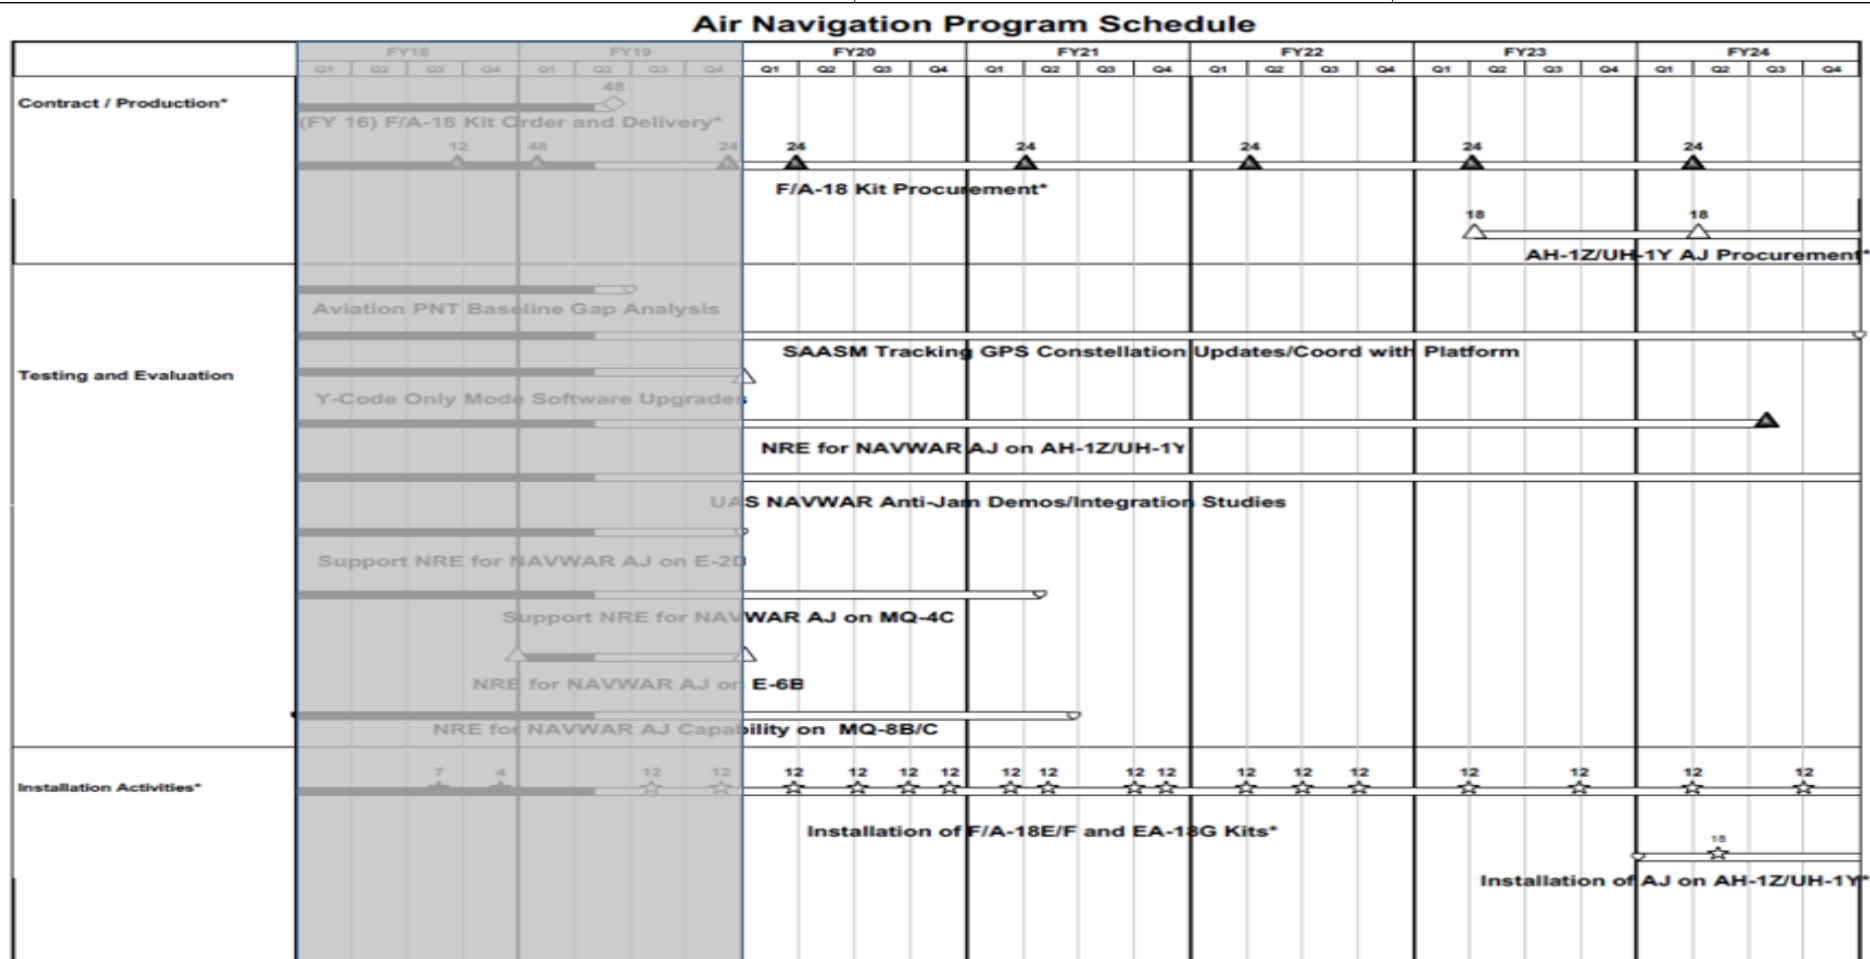 Air Navigation Program Schedule
FY18 FY19 FY20 FY21 FY22 FY23 FY24
Q1 Q2 Q3 Q4 Q1 Q2 Q3 Q4 Q1 Q2 Q3 Q4 Q1 Q2 Q3 Q4 Q1 Q2 Q3 Q4 Q1 Q2 Q3 Q4 Q1 Q2 Q3 Q4
48
Contract / Production*
(FY 16) F/A-18 Kit Order and Delivery*
12 48 24 24 24 24 24 24
F/A-18 Kit Procurement*
18 18
AH-1Z/UH-1Y AJ Procurement*
Aviation PNT Baseline Gap Analysis
SAASM Tracking GPS Constellation Updates/Coord with Platform
Testing and Evaluation
Y-Code Only Mode Software Upgrades
NRE for NAVWAR AJ on AH-1Z/UH-1Y
UAS NAVWAR Anti-Jam Demos/Integration Studies
Support NRE for NAVWAR AJ on E-2D
Support NRE for NAVWAR AJ on MQ-4C
NRE for NAVWAR AJ on E-6B
NRE for NAVWAR AJ Capability on MQ-8B/C
7 4 12 12 12 12 12 12 12 12 12 12 12 12 12 12 12 12 12
Installation Activities*
Installation of F/A-18E/F and EA-18G Kits*
18
Installation of AJ on AH-1Z/UH-1Y*